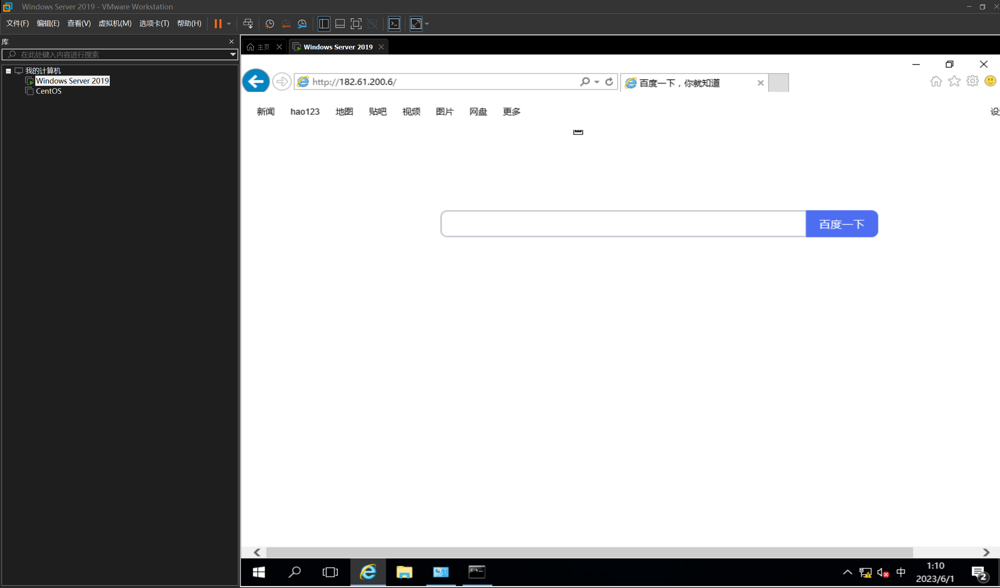 Windows Server 2019 - VMware Workstation
文件(F) 编辑(E) 查看(V) 虚拟机(M) 选项卡(T) 帮助(H)
库
在此处键入内容进行搜索
我的计算机
Windows Server 2019
CentOS
主页 Windows Server 2019
http://182.61.200.6/ 百度一下，你就知道
新闻 hao123 地图 贴吧 视频 图片 网盘 更多 设
百度一下
中 1:10
2023/6/1 2